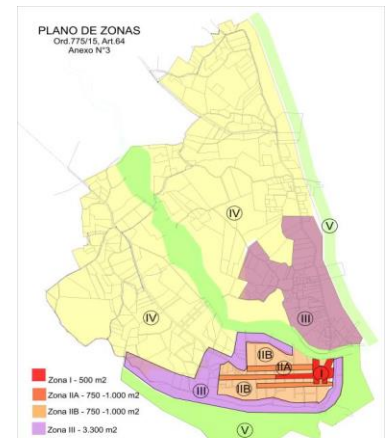 PLANO DE ZONAS
Ord.775/15, Art.64
Anexo N°3
IV
V
IV
III
IIB
IIA
I
III
IIB
V
Zona I - 500 m2
Zona IIA - 750 -1.000 m2
Zona IIB - 750 -1.000 m2
Zona III - 3.300 m2